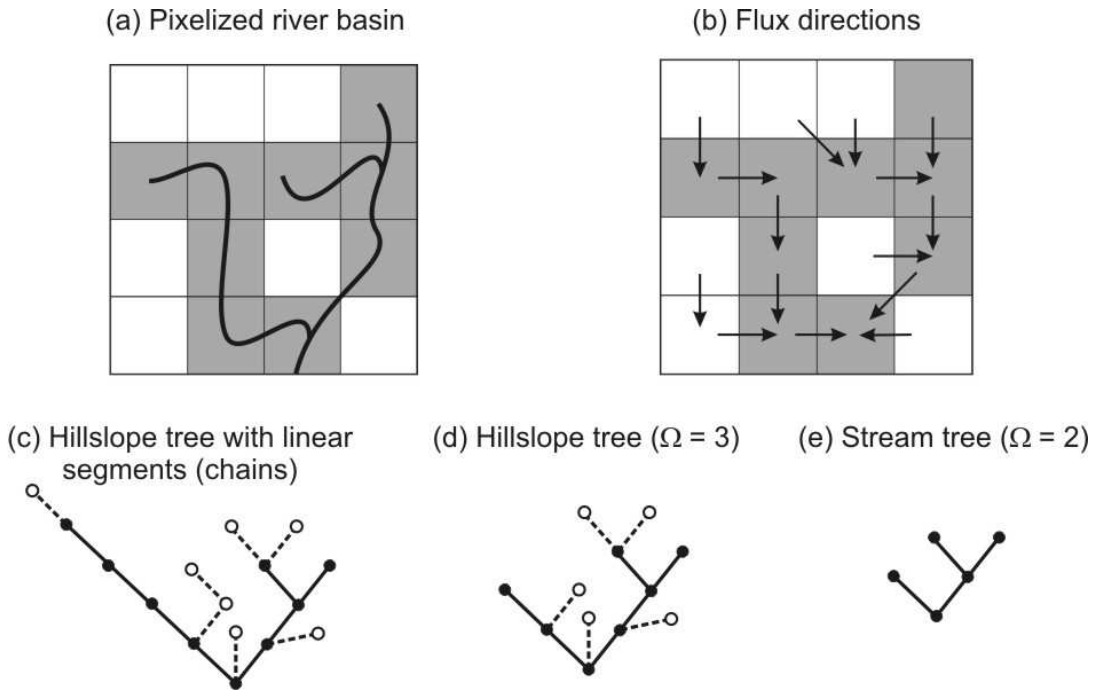 (a) Pixelized river basin
(b) Flux directions
(c) Hillslope tree with linear
segments (chains)
(d) Hillslope tree (Ω = 3)
(e) Stream tree (Ω = 2)